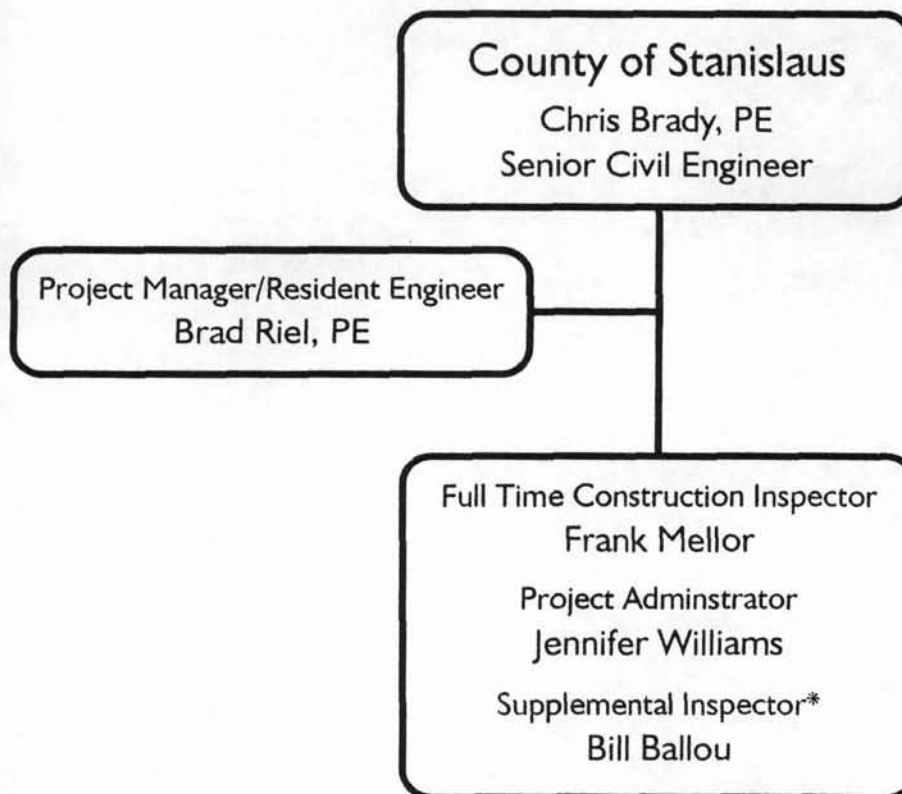 County of Stanislaus
Chris Brady, PE
Senior Civil Engineer
Project Manager/Resident Engineer
Brad Riel, PE
Full Time Construction Inspector
Frank Mellor
Project Adminstrator
Jennifer Williams
Supplemental Inspector*
Bill Ballou